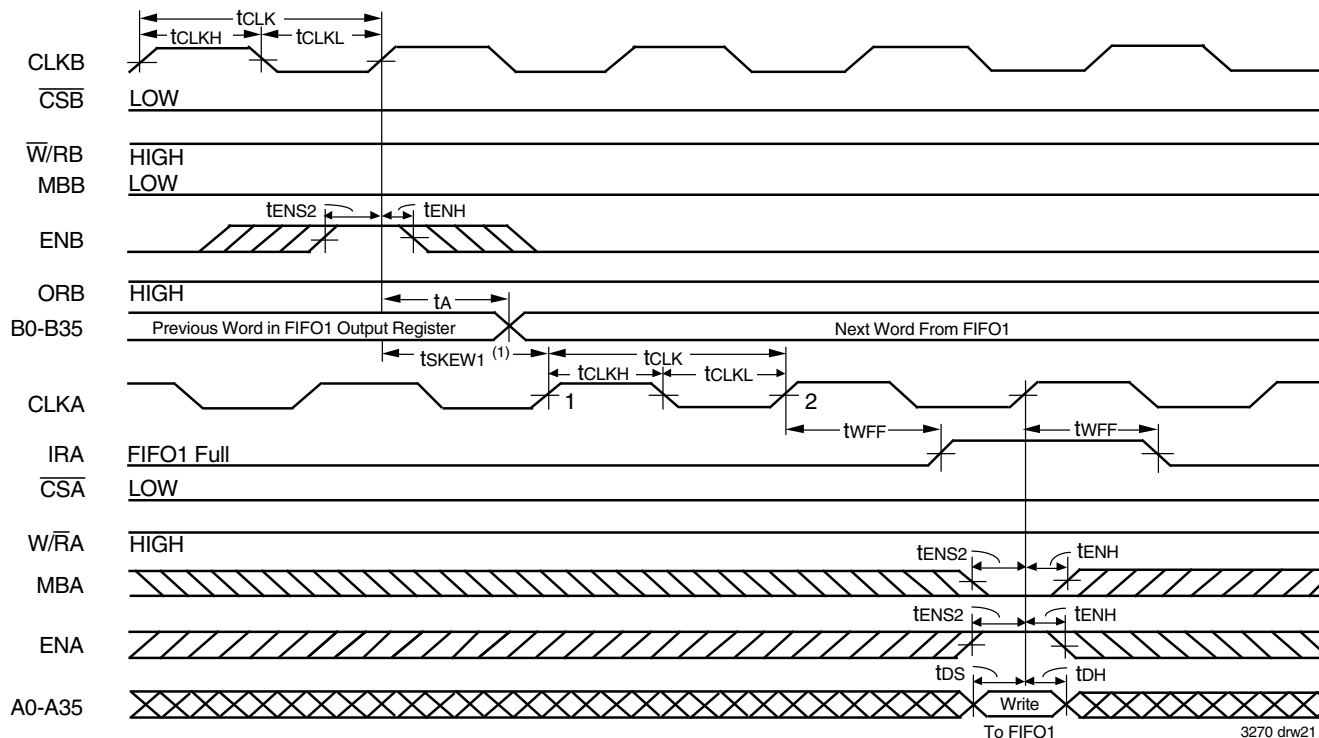 tCLK
tCLKH
tCLKL
CLKB
CSB
LOW
W/RB
HIGH
MBB
LOW
tENS2
tENH
ENB
ORB
HIGH
tA
B0-B35
Previous Word in FIFO1 Output Register
Next Word From FIFO1
tSKEW1 (1)
tCLK
tCLKH
tCLKL
CLKA
1
2
tWFF
tWFF
IRA
FIFO1 Full
CSA
LOW
W/RA
HIGH
tENS2
tENH
MBA
tENS2
tENH
ENA
tDS
tDH
A0-A35
Write
To FIFO1
3270 drw21